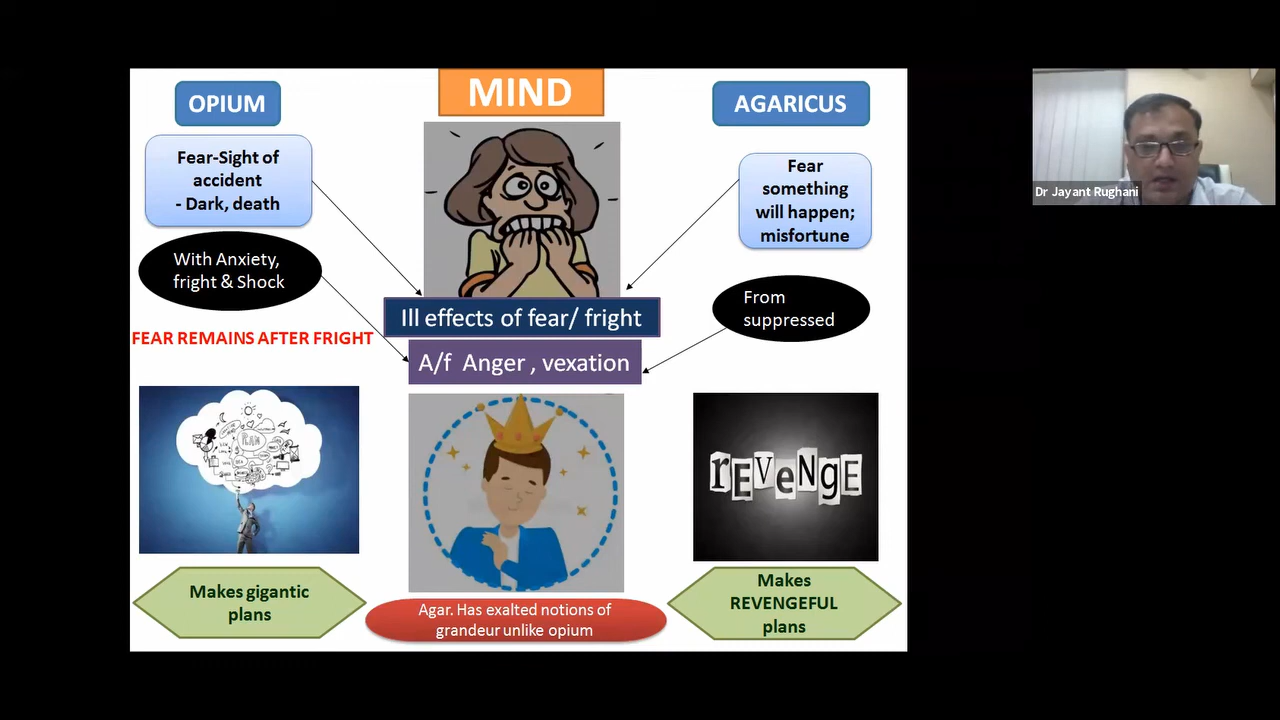 MIND
OPIUM
AGARICUS
Fear-Sight of
accident
- Dark, death
Fear
something
will happen;
misfortune
Dr Jayant Rughani
With Anxiety,
fright & Shock
From
suppressed
Ill effects of fear/ fright
FEAR REMAINS AFTER FRIGHT
A/f Anger , vexation
PLAN
rEVeNgE
Makes gigantic
plans
Agar. Has exalted notions of
grandeur unlike opium
Makes
REVENGEFUL
plans